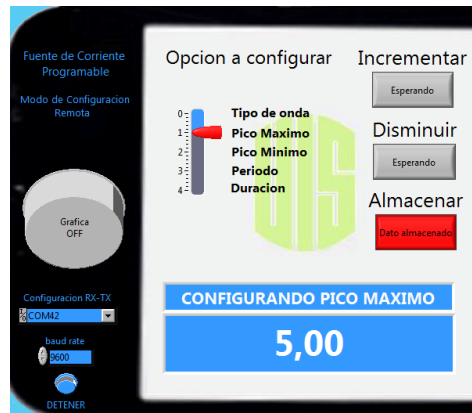 Fuente de Corriente
Programable
Modo de Configuracion
Remota
Grafica
OFF
Configuracion RX-TX
COM42
baud rate
9600
DETENER
Opcion a configurar
0
1
2
3
4
Tipo de onda
Pico Maximo
Pico Minimo
Periodo
Duracion
Incrementar
Esperando
Disminuir
Esperando
Almacenar
Dato almacenado
CONFIGURANDO PICO MAXIMO
5,00